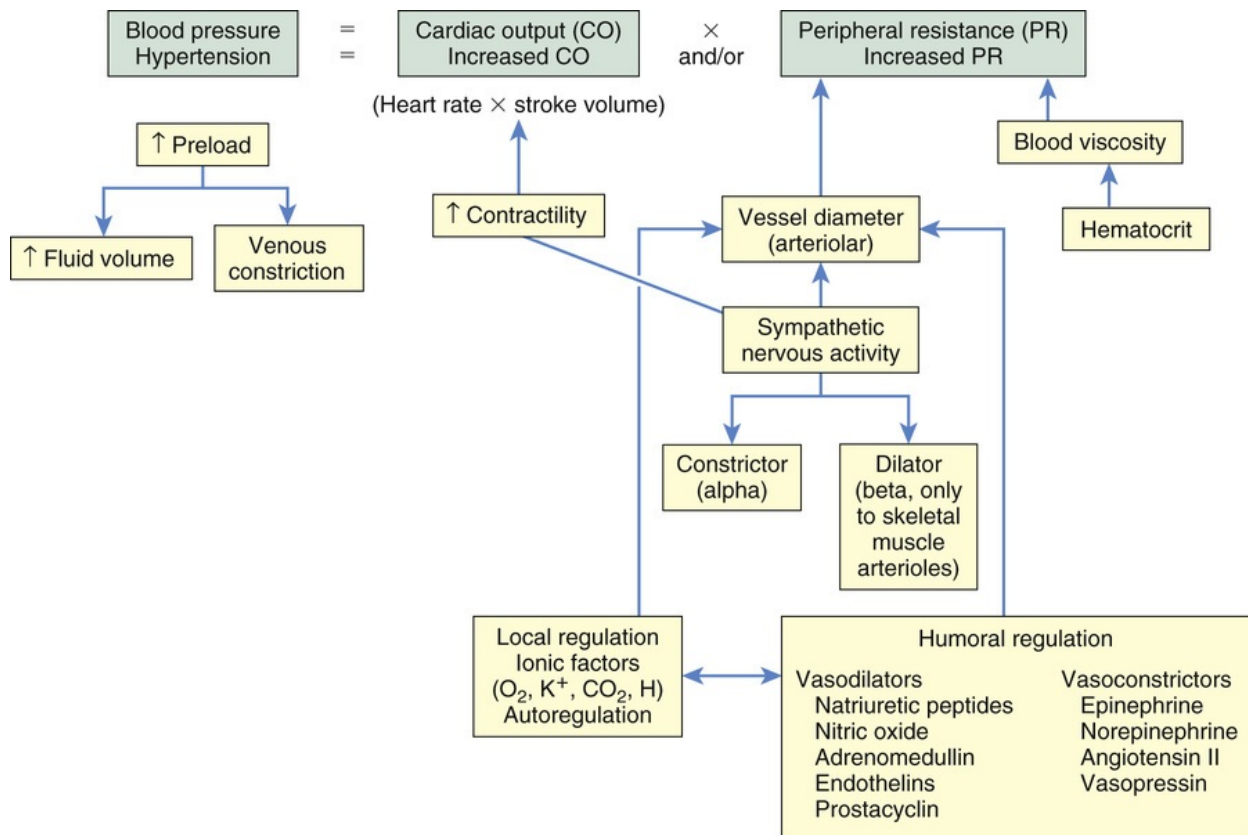 Blood pressure = Cardiac output (CO) × Peripheral resistance (PR)
Hypertension = Increased CO and/or Increased PR
(Heart rate × stroke volume)
↑ Preload
↑ Fluid volume
Venous
constriction
↑ Contractility
Vessel diameter
(arteriolar)
Blood viscosity
Hematocrit
Sympathetic
nervous activity
Constrictor
(alpha)
Dilator
(beta, only
to skeletal
muscle
arterioles)
Local regulation
Ionic factors
(O₂, K⁺, CO₂, H)
Autoregulation
Humoral regulation
Vasodilators
Natriuretic peptides
Nitric oxide
Adrenomedullin
Endothelins
Prostacyclin
Vasoconstrictors
Epinephrine
Norepinephrine
Angiotensin II
Vasopressin